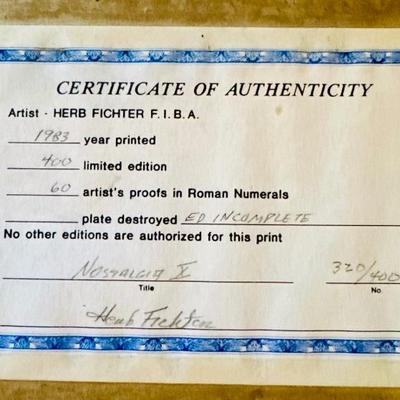 CERTIFICATE OF AUTHENTICITY
Artist - HERB FICHTER F.I.B.A.
1983 year printed
400 limited edition
60 artist's proofs in Roman Numerals
plate destroyed ED INCOMPLETE
No other editions are authorized for this print
Nostalgia X 320/400
Title No.
Herb Fichter